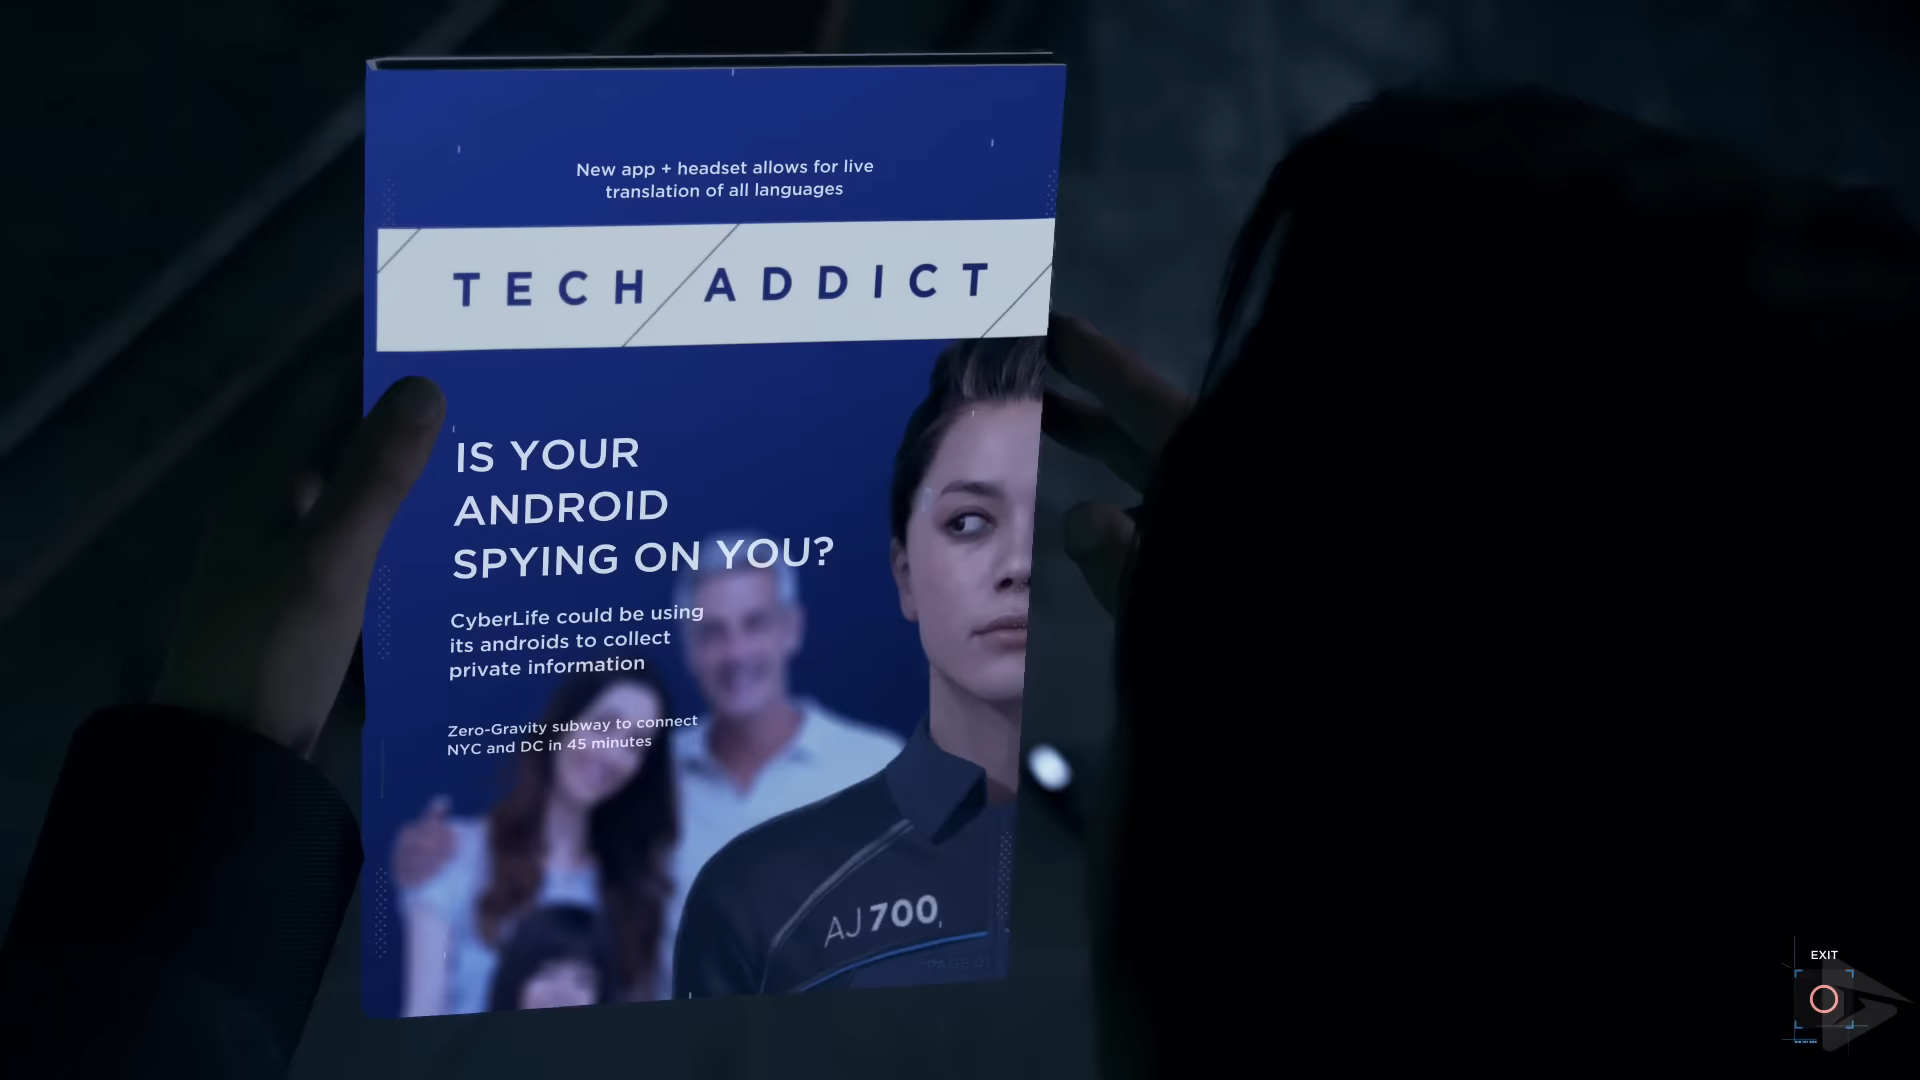 New app + headset allows for live
translation of all languages
TECH ADDICT
IS YOUR
ANDROID
SPYING ON YOU?
CyberLife could be using
its androids to collect
private information
Zero-Gravity subway to connect
NYC and DC in 45 minutes
AJ700
PAGE 01
EXIT